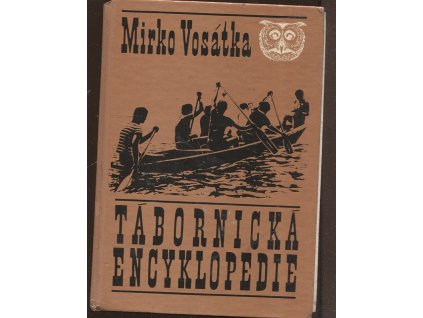 Mirko Vosátka
TÁBORNICKÁ
ENCYKLOPEDIE